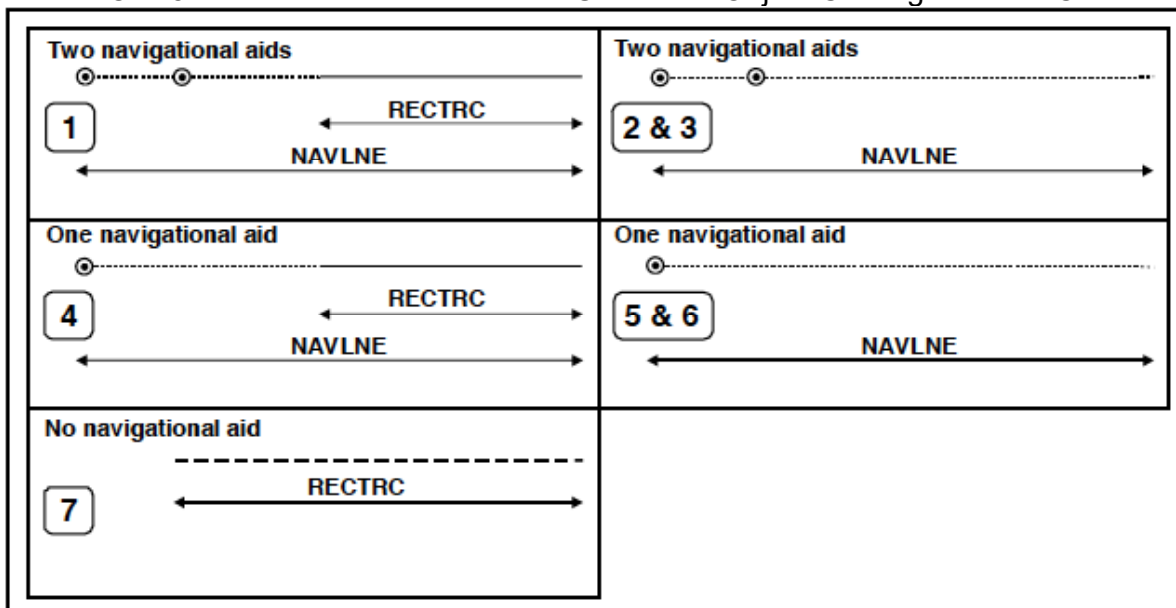 Two navigational aids
RECTRC
1
NAVLNE
Two navigational aids
2 & 3
NAVLNE
One navigational aid
RECTRC
4
NAVLNE
One navigational aid
5 & 6
NAVLNE
No navigational aid
RECTRC
7